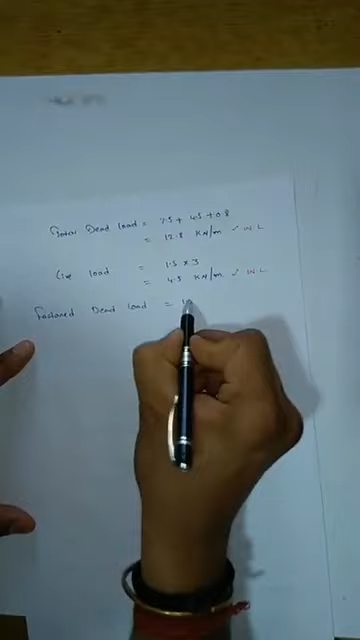 Total Dead load = 7.5 + 4.5 + 0.8
= 12.8 KN/m ✓ W.L
live load = 1.5 × 3
= 4.5 KN/m ✓ W.L
factored Dead load = 1